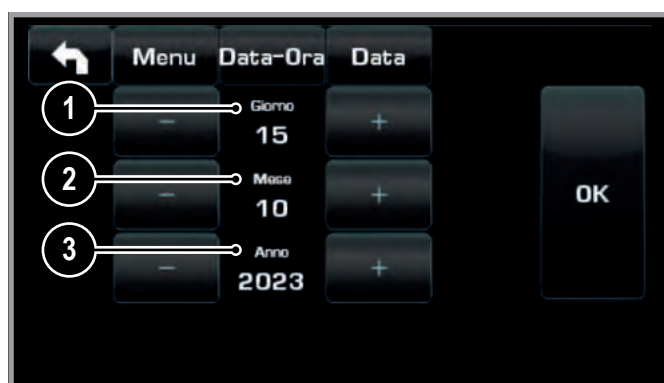 Menu Data-Ora Data
1 Giorno
- 15 +
2 Mese
- 10 +
OK
3 Anno
- 2023 +